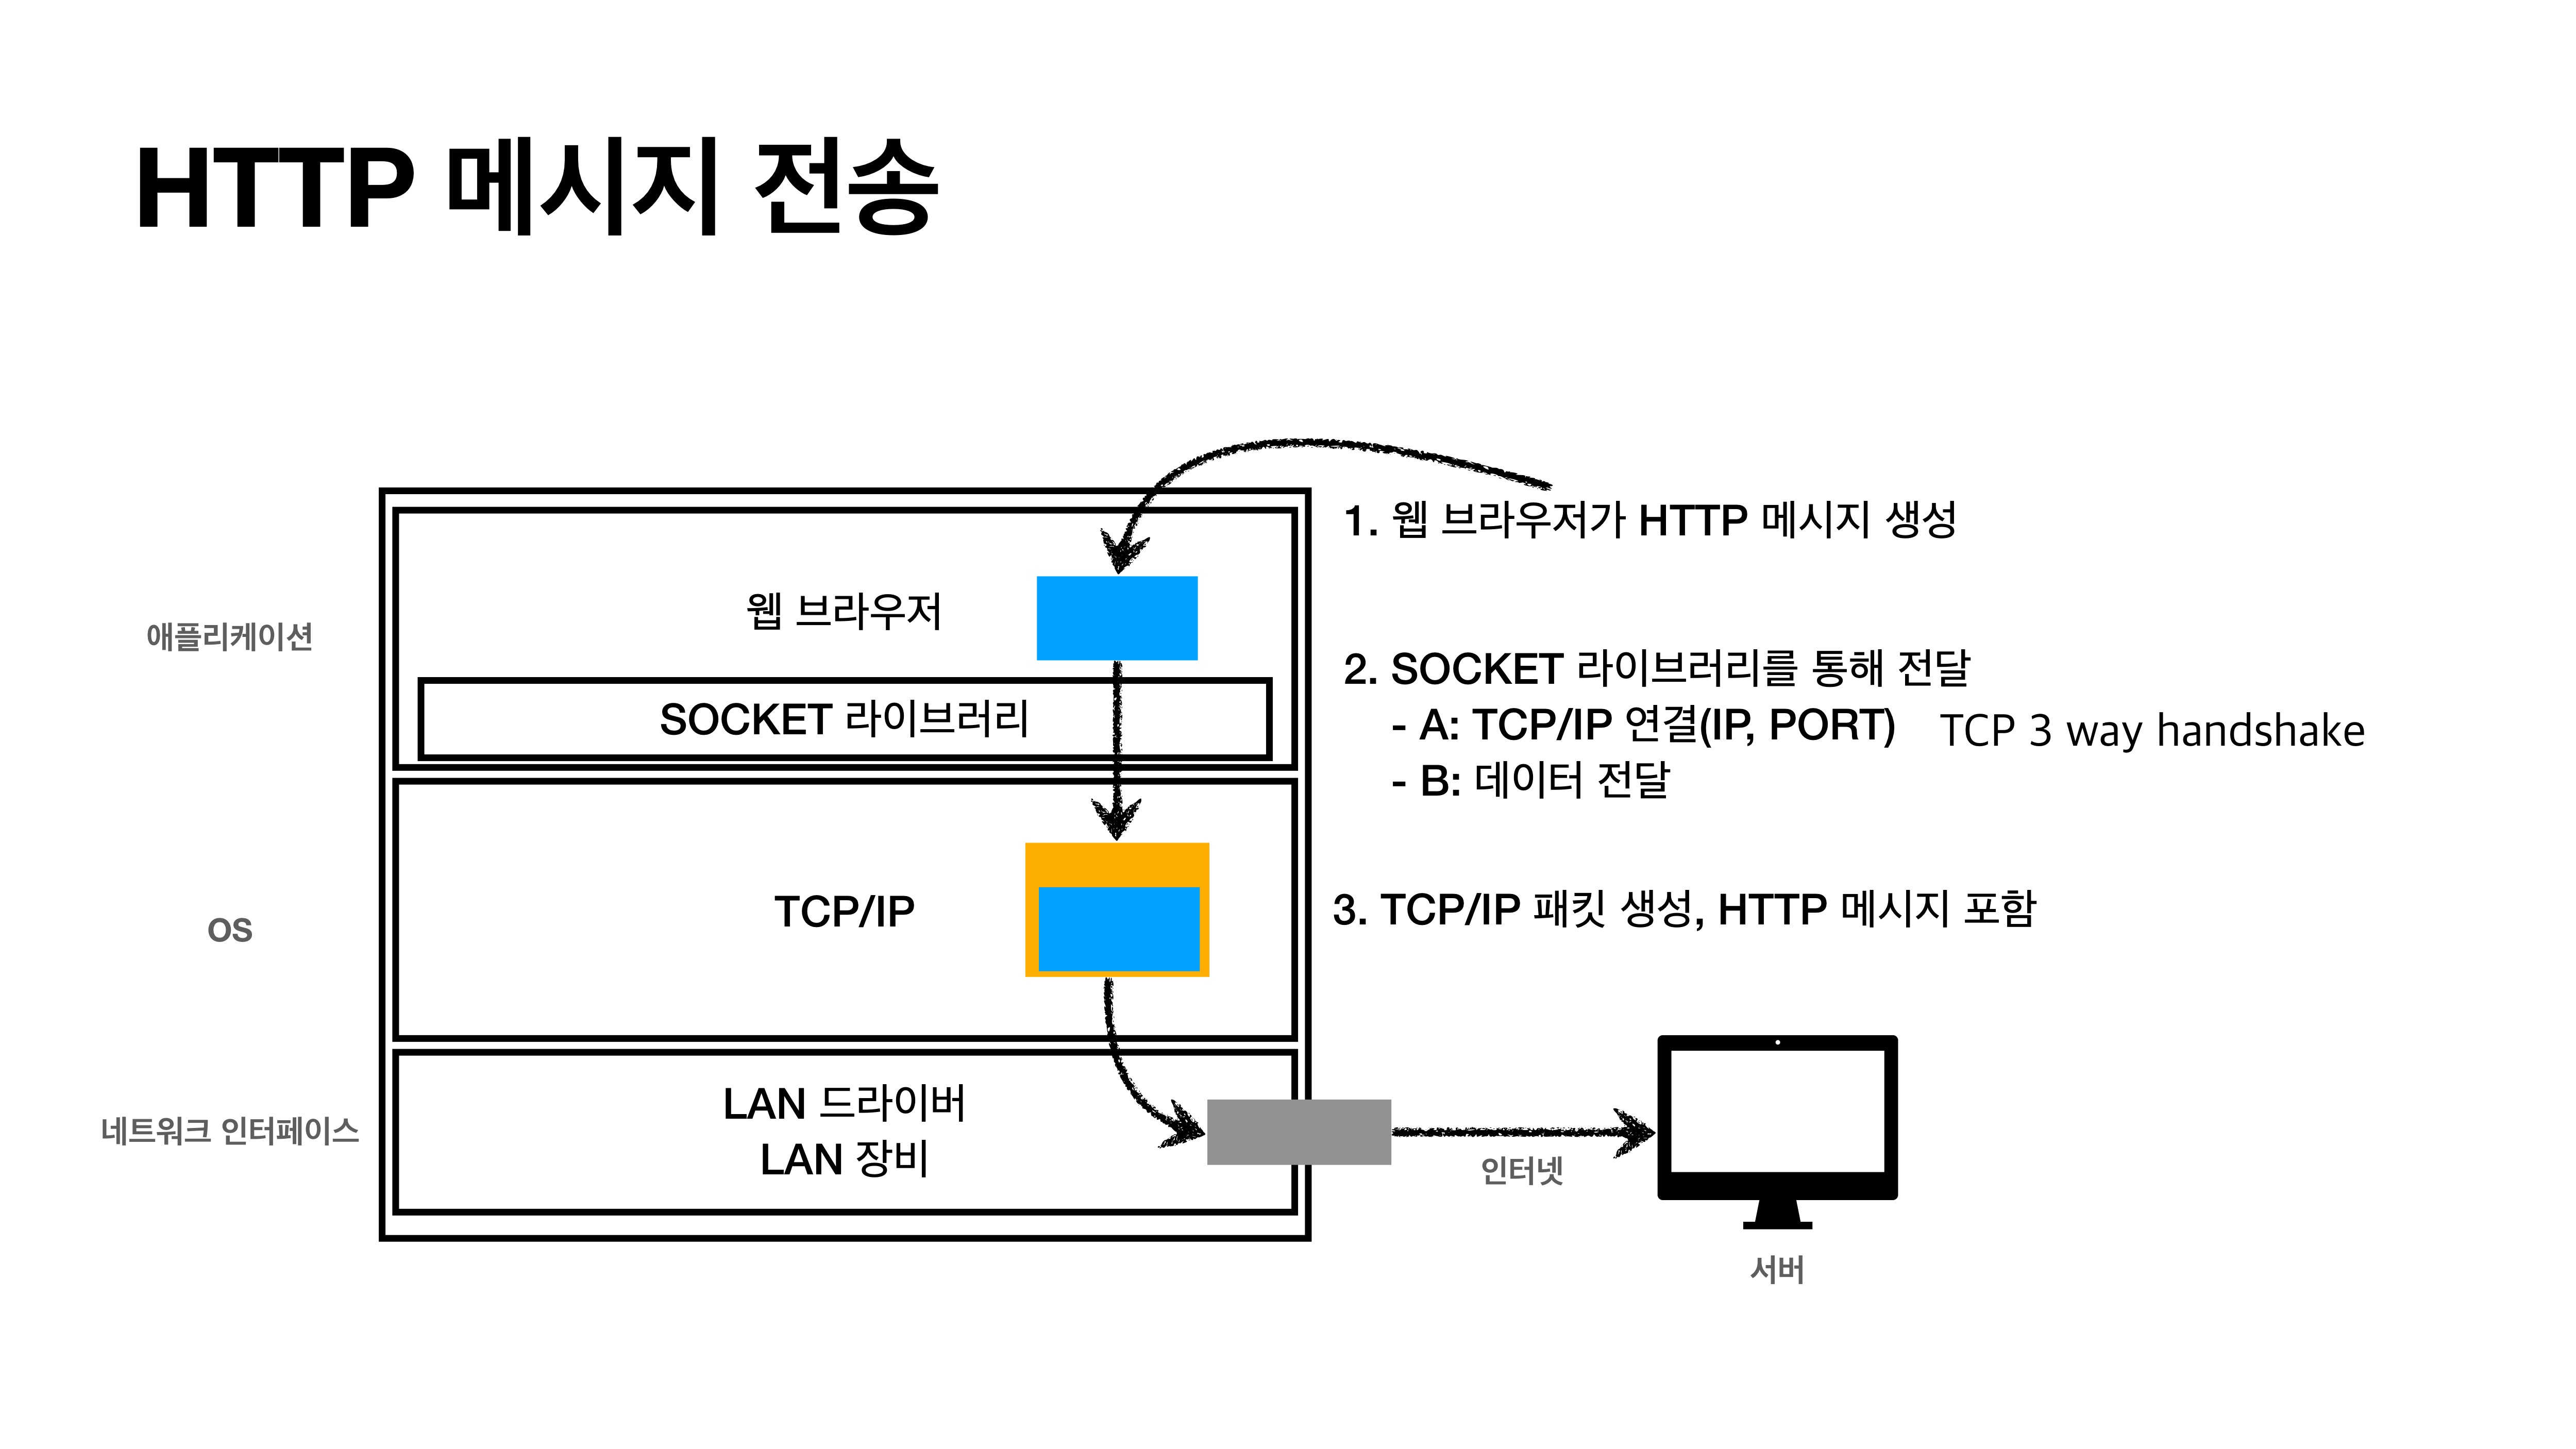 HTTP 메시지 전송
1. 웹 브라우저가 HTTP 메시지 생성
애플리케이션
웹 브라우저
SOCKET 라이브러리
2. SOCKET 라이브러리를 통해 전달
- A: TCP/IP 연결(IP, PORT) TCP 3 way handshake
- B: 데이터 전달
OS
TCP/IP
3. TCP/IP 패킷 생성, HTTP 메시지 포함
네트워크 인터페이스
LAN 드라이버
LAN 장비
인터넷
서버